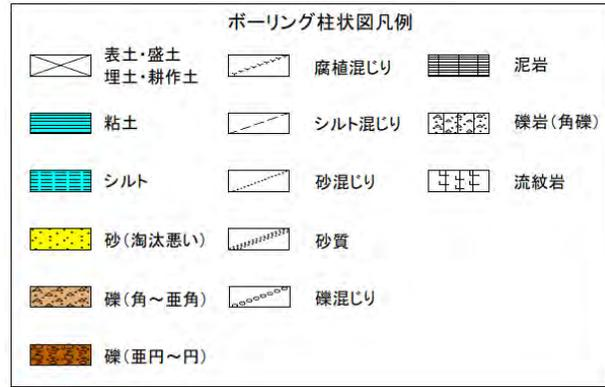 ボーリング柱状図凡例
表土・盛土
埋土・耕作土
粘土
シルト
砂(淘汰悪い)
礫(角～亜角)
礫(亜円～円)
腐植混じり
シルト混じり
砂混じり
砂質
礫混じり
泥岩
礫岩(角礫)
流紋岩